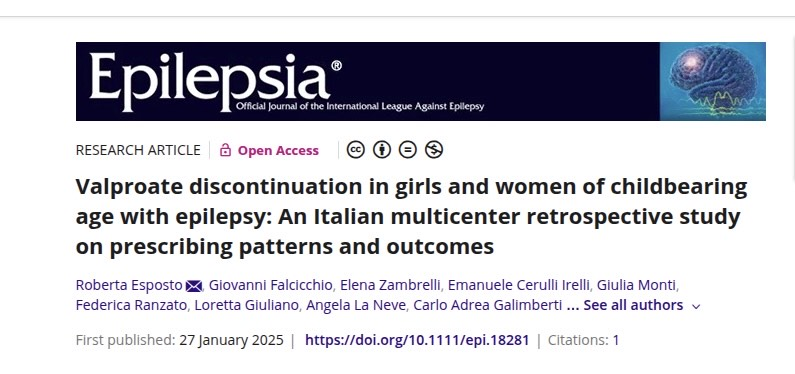 Epilepsia®
Official Journal of the International League Against Epilepsy
RESEARCH ARTICLE Open Access cc
Valproate discontinuation in girls and women of childbearing
age with epilepsy: An Italian multicenter retrospective study
on prescribing patterns and outcomes
Roberta Esposto, Giovanni Falcicchio, Elena Zambrelli, Emanuele Cerulli Irelli, Giulia Monti,
Federica Ranzato, Loretta Giuliano, Angela La Neve, Carlo Adrea Galimberti ... See all authors
First published: 27 January 2025 | https://doi.org/10.1111/epi.18281 | Citations: 1